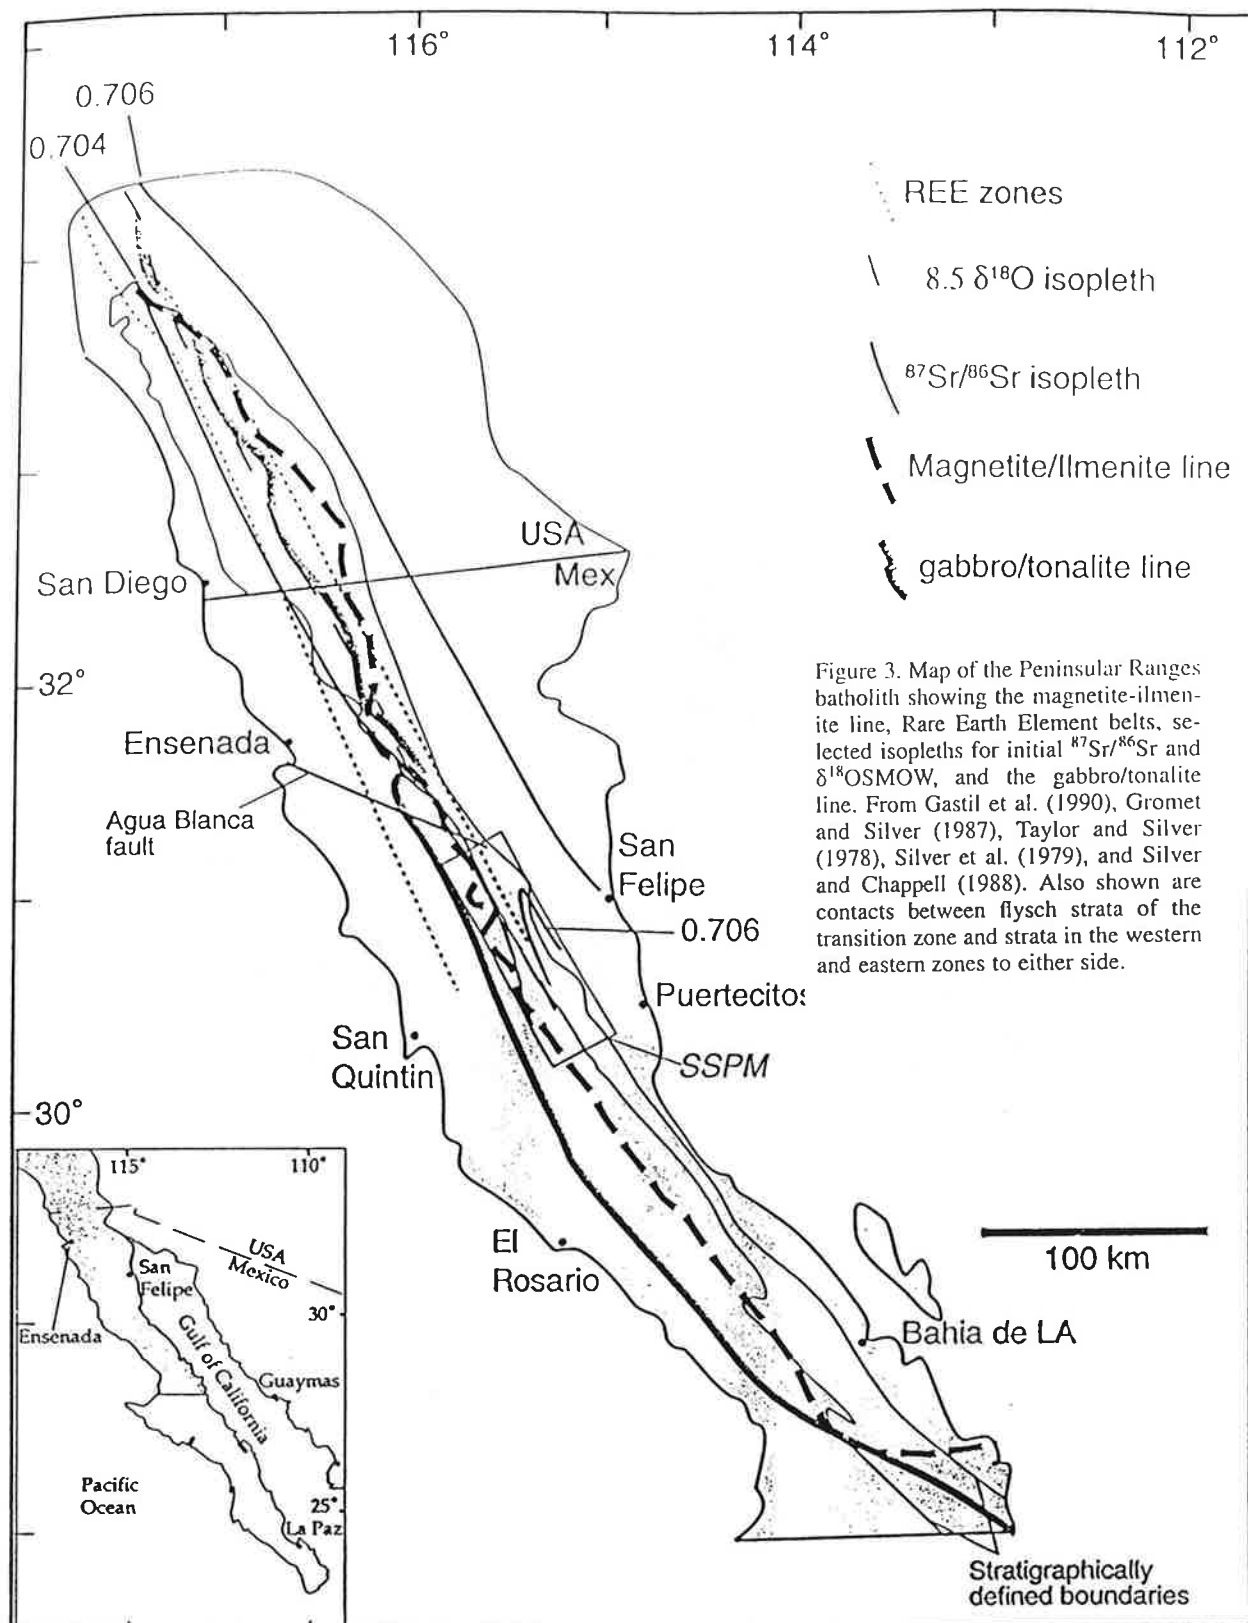 116°
114°
112°
0.706
0.704
REE zones
8.5 δ¹⁸O isopleth
⁸⁷Sr/⁸⁶Sr isopleth
Magnetite/Ilmenite line
gabbro/tonalite line
USA
Mex
San Diego
32°
Ensenada
Agua Blanca
fault
San
Felipe
0.706
Puertecitos
San
Quintin
SSPM
30°
El
Rosario
100 km
Bahia de LA
Stratigraphically
defined boundaries
Figure 3. Map of the Peninsular Ranges
batholith showing the magnetite-ilmen-
ite line, Rare Earth Element belts, se-
lected isopleths for initial ⁸⁷Sr/⁸⁶Sr and
δ¹⁸OSMOW, and the gabbro/tonalite
line. From Gastil et al. (1990), Gromet
and Silver (1987), Taylor and Silver
(1978), Silver et al. (1979), and Silver
and Chappell (1988). Also shown are
contacts between flysch strata of the
transition zone and strata in the western
and eastern zones to either side.
115°
110°
USA
Mexico
San
Felipe
30°
Ensenada
Gulf of California
Guaymas
Pacific
Ocean
25°
La Paz